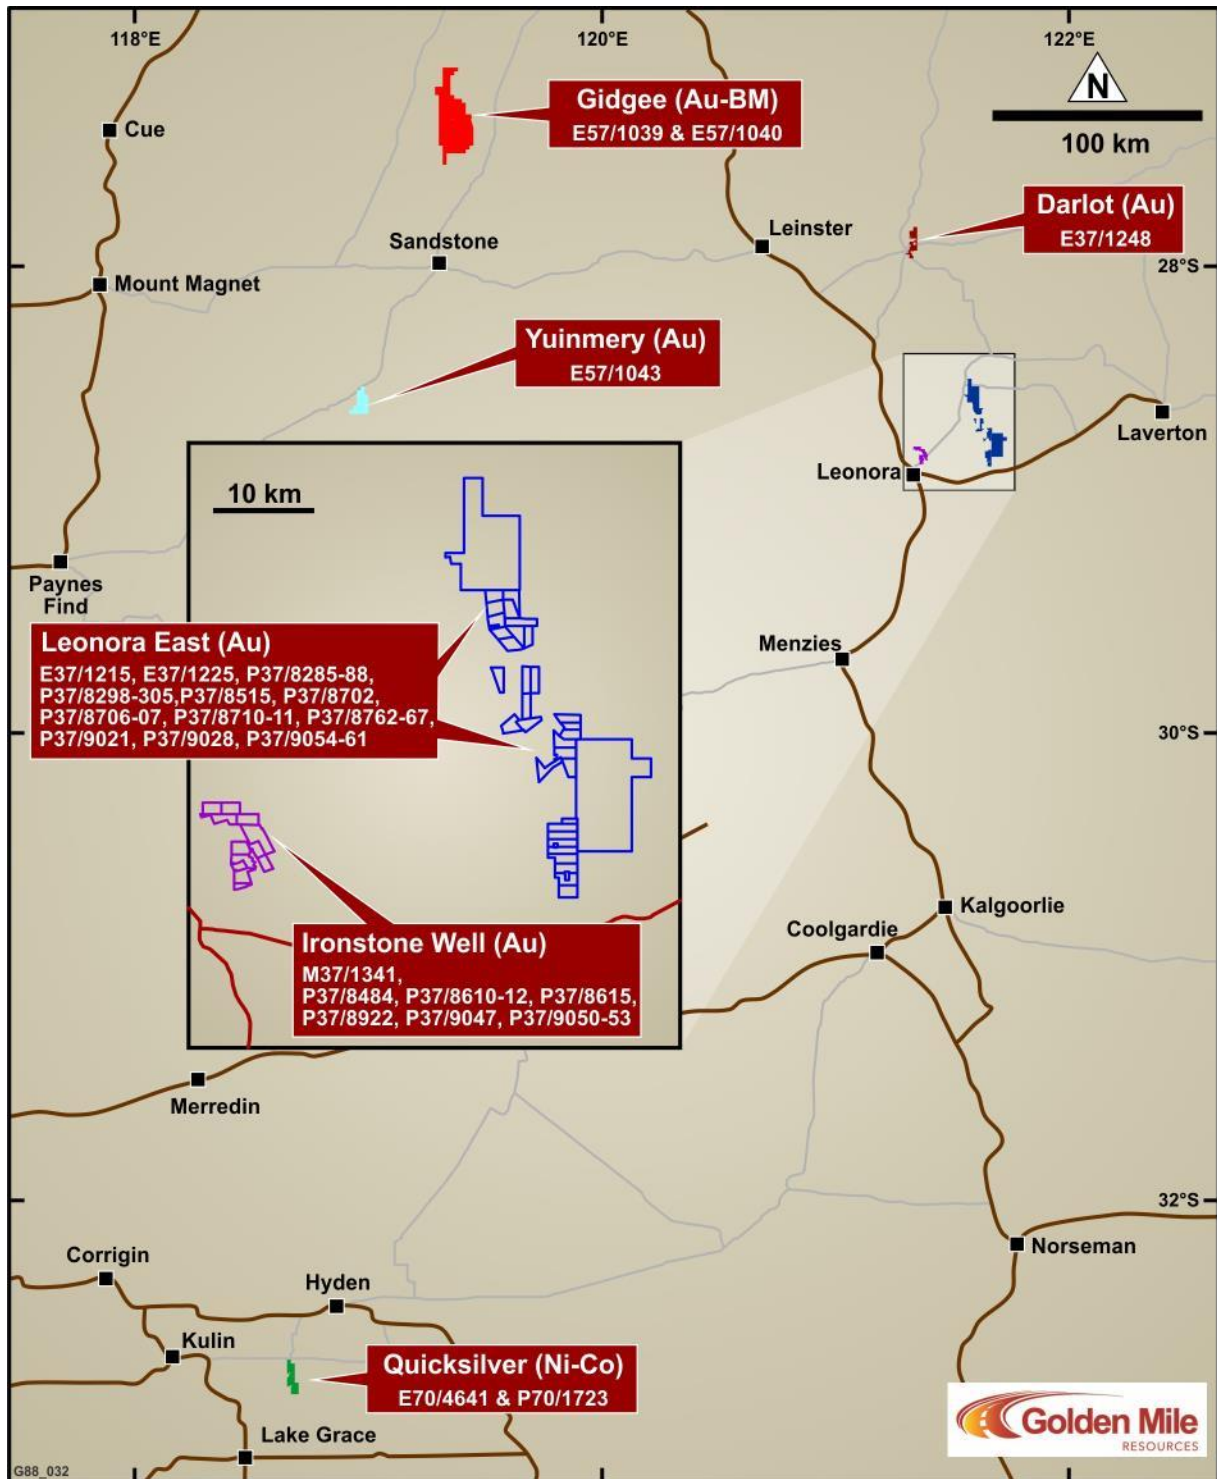 118°E
120°E
122°E
N
100 km
Gidgee (Au-BM)
E57/1039 & E57/1040
Cue
Darlot (Au)
E37/1248
Leinster
Sandstone
28°S
Mount Magnet
Yuinmery (Au)
E57/1043
Laverton
Leonora
10 km
Paynes
Find
Leonora East (Au)
E37/1215, E37/1225, P37/8285-88,
P37/8298-305,P37/8515, P37/8702,
P37/8706-07, P37/8710-11, P37/8762-67,
P37/9021, P37/9028, P37/9054-61
Menzies
30°S
Kalgoorlie
Coolgardie
Ironstone Well (Au)
M37/1341,
P37/8484, P37/8610-12, P37/8615,
P37/8922, P37/9047, P37/9050-53
Merredin
32°S
Norseman
Corrigin
Hyden
Kulin
Quicksilver (Ni-Co)
E70/4641 & P70/1723
Lake Grace
Golden Mile
RESOURCES
G88_032